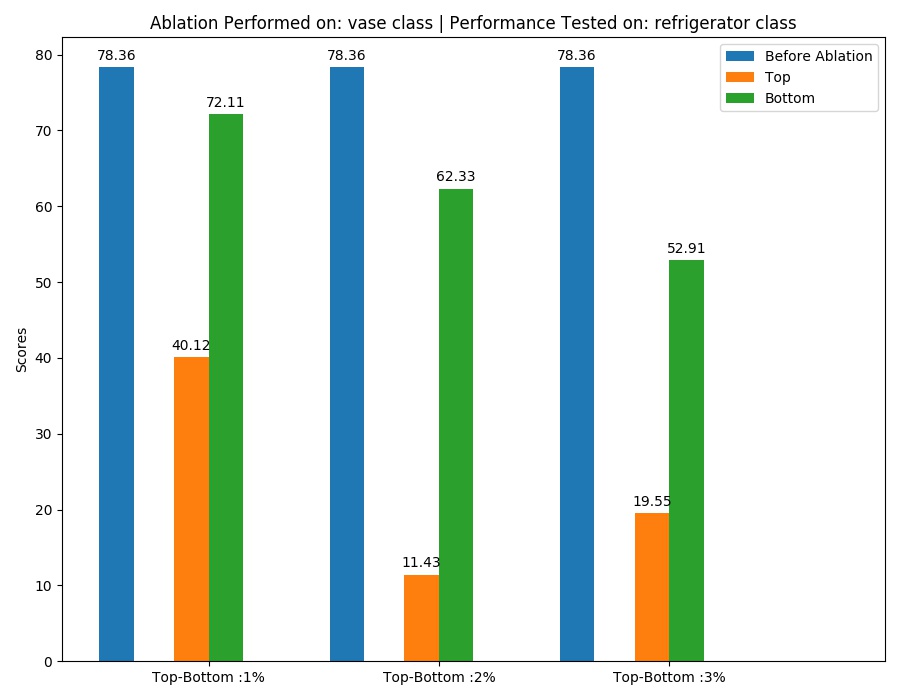 Ablation Performed on: vase class | Performance Tested on: refrigerator class
Before Ablation
Top
Bottom
Scores
80
70
60
50
40
30
20
10
0
78.36
40.12
72.11
78.36
11.43
62.33
78.36
19.55
52.91
Top-Bottom :1%
Top-Bottom :2%
Top-Bottom :3%